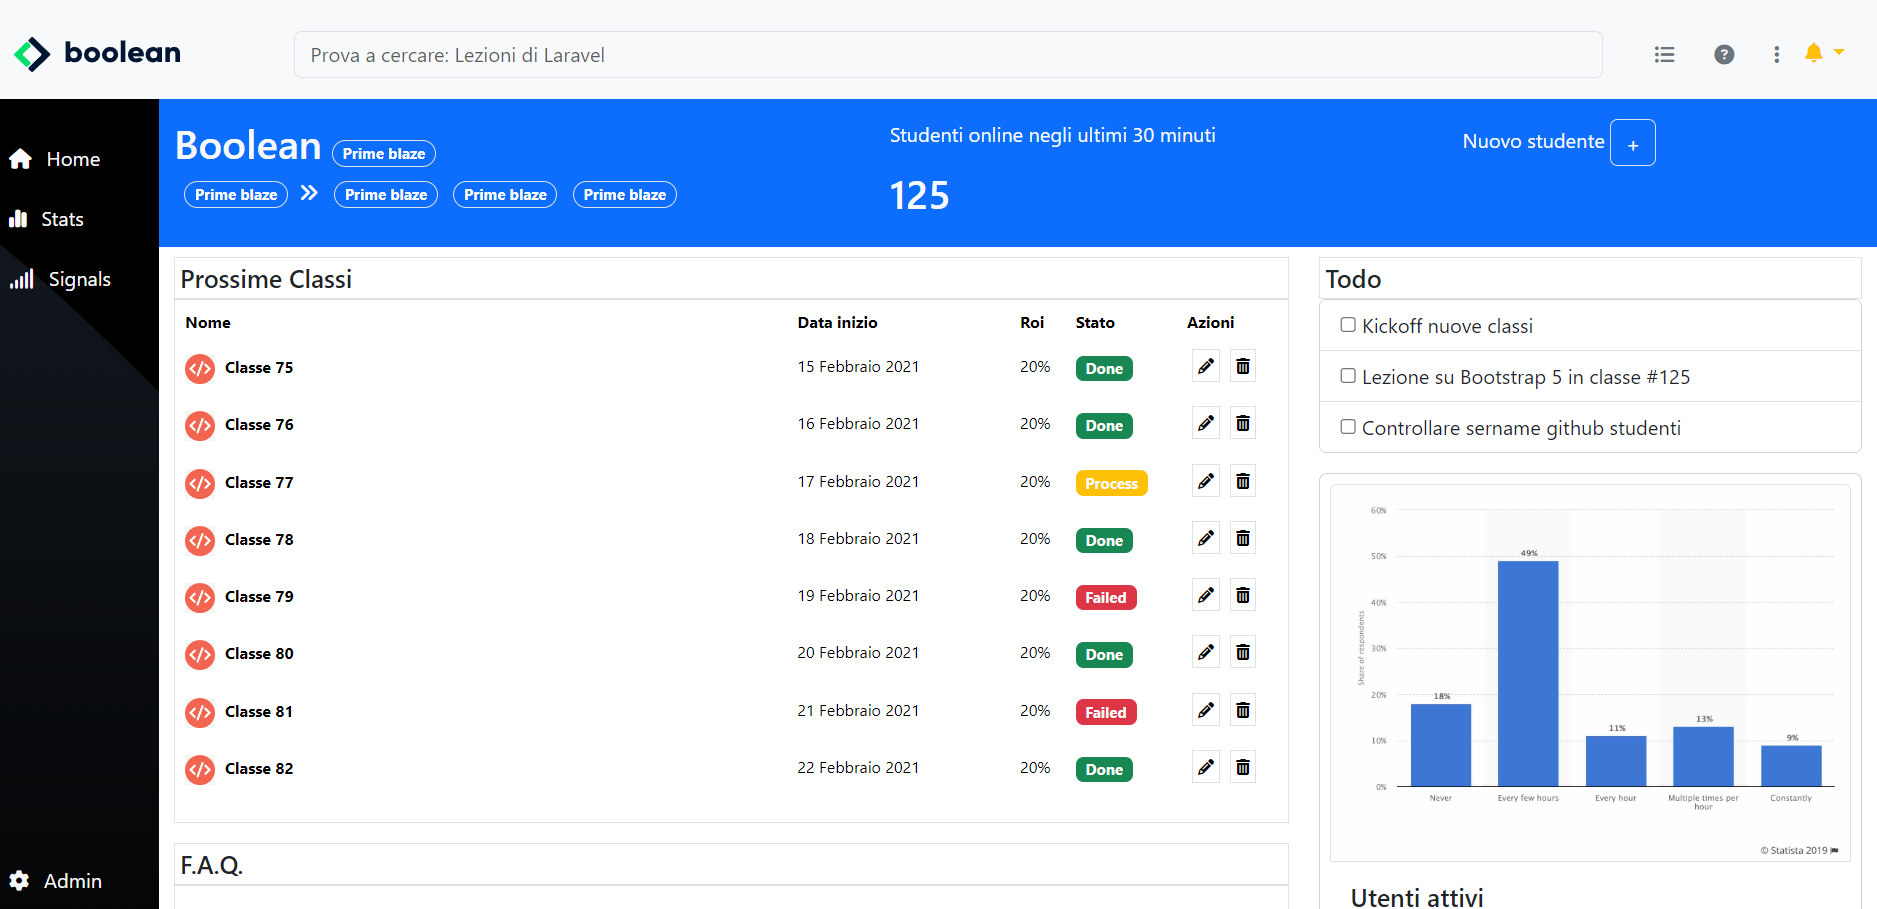 boolean
Prova a cercare: Lezioni di Laravel
Home
Stats
Signals
Admin
Boolean Prime blaze
Prime blaze Prime blaze Prime blaze Prime blaze
Studenti online negli ultimi 30 minuti
125
Nuovo studente +
Prossime Classi
Nome Data inizio Roi Stato Azioni
Classe 75 15 Febbraio 2021 20% Done
Classe 76 16 Febbraio 2021 20% Done
Classe 77 17 Febbraio 2021 20% Process
Classe 78 18 Febbraio 2021 20% Done
Classe 79 19 Febbraio 2021 20% Failed
Classe 80 20 Febbraio 2021 20% Done
Classe 81 21 Febbraio 2021 20% Failed
Classe 82 22 Febbraio 2021 20% Done
F.A.Q.
Todo
Kickoff nuove classi
Lezione su Bootstrap 5 in classe #125
Controllare sername github studenti
60%
50%
40%
30%
20%
10%
0%
Share of respondents
18%
49%
11%
13%
9%
Never
Every few hours
Every hour
Multiple times per
hour
Constantly
© Statista 2019
Utenti attivi